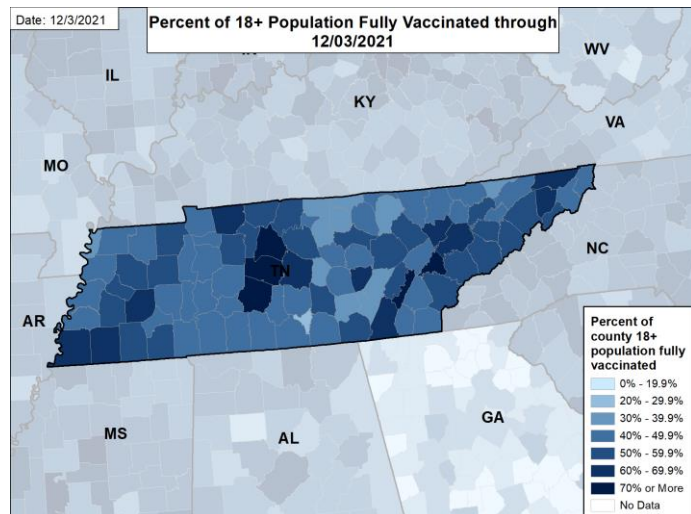 Date: 12/3/2021
Percent of 18+ Population Fully Vaccinated through
12/03/2021
WV
IL
KY
VA
MO
TN
NC
AR
MS
AL
GA
Percent of
county 18+
population fully
vaccinated
0% - 19.9%
20% - 29.9%
30% - 39.9%
40% - 49.9%
50% - 59.9%
60% - 69.9%
70% or More
No Data